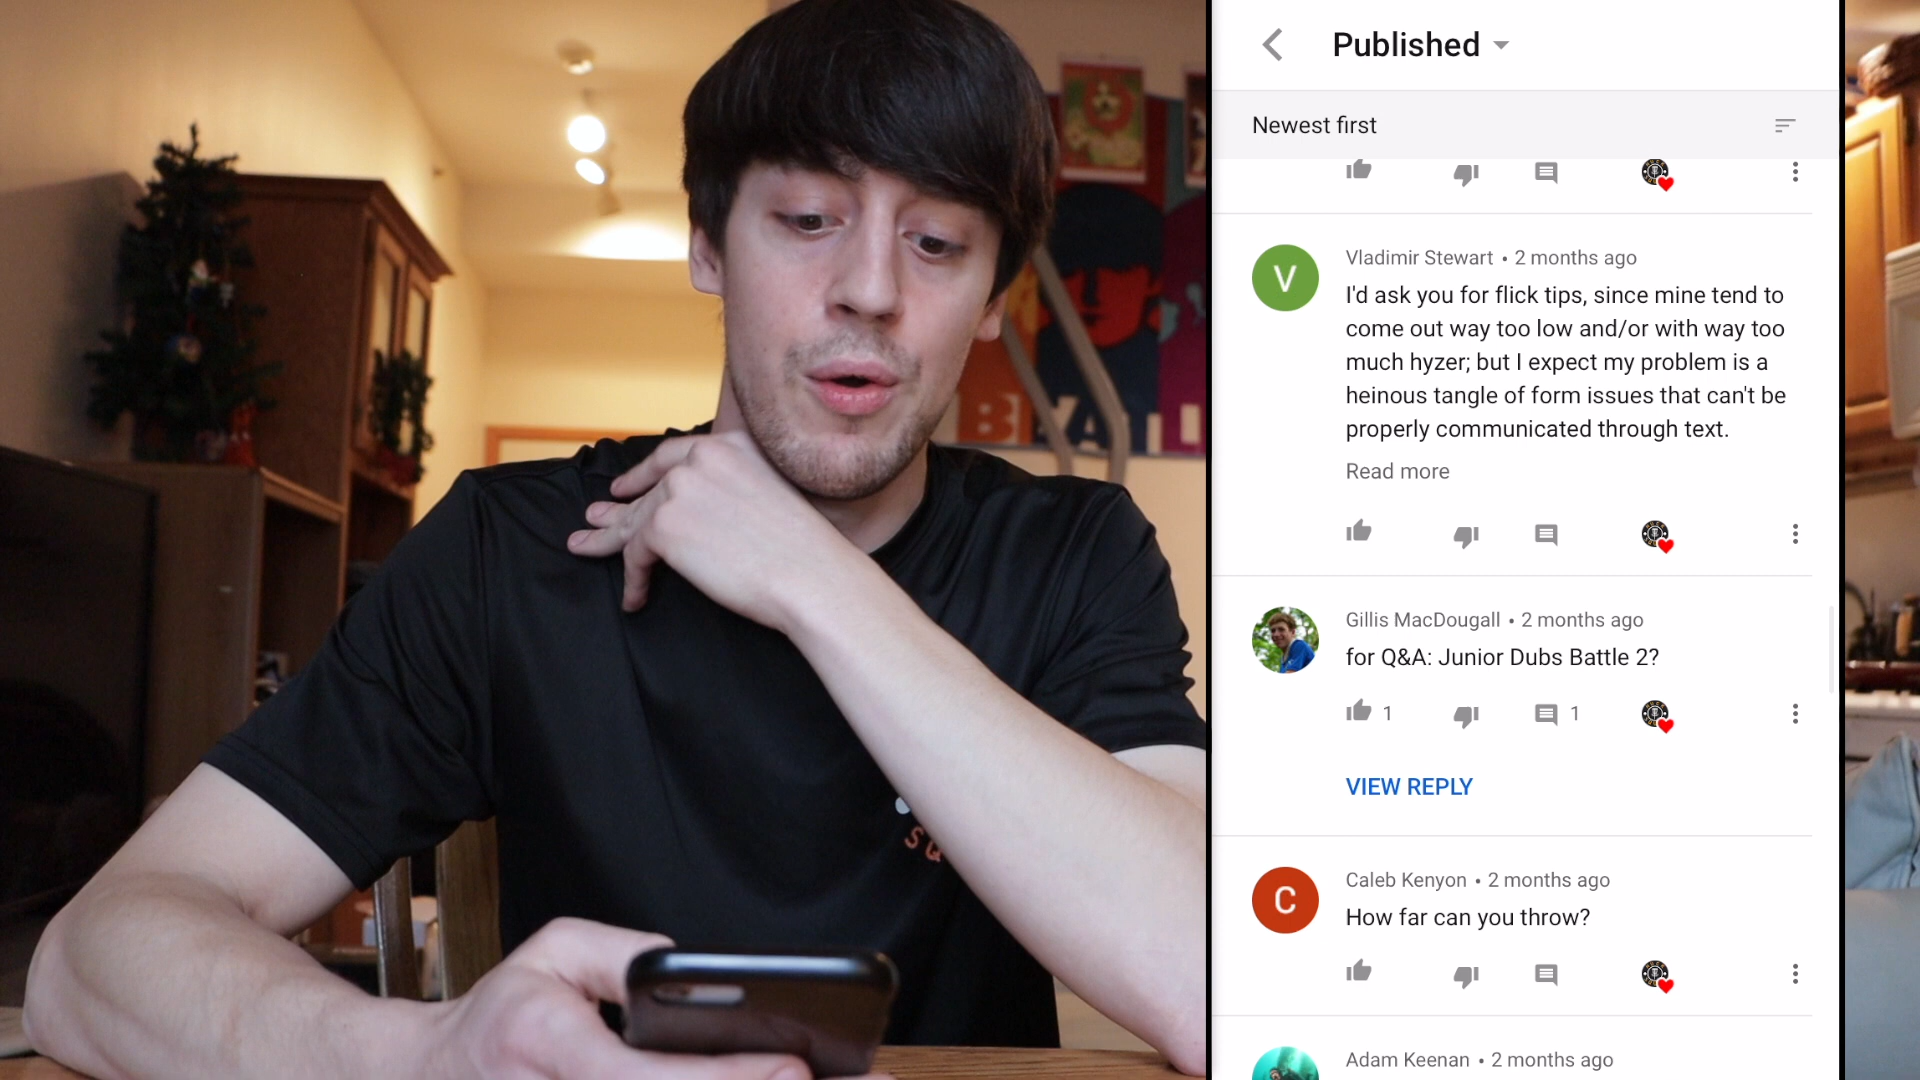 Published
Newest first
Vladimir Stewart • 2 months ago
I'd ask you for flick tips, since mine tend to
come out way too low and/or with way too
much hyzer; but I expect my problem is a
heinous tangle of form issues that can't be
properly communicated through text.
Read more
Gillis MacDougall • 2 months ago
for Q&A: Junior Dubs Battle 2?
1
1
VIEW REPLY
Caleb Kenyon • 2 months ago
How far can you throw?
Adam Keenan • 2 months ago
V
C
SQ